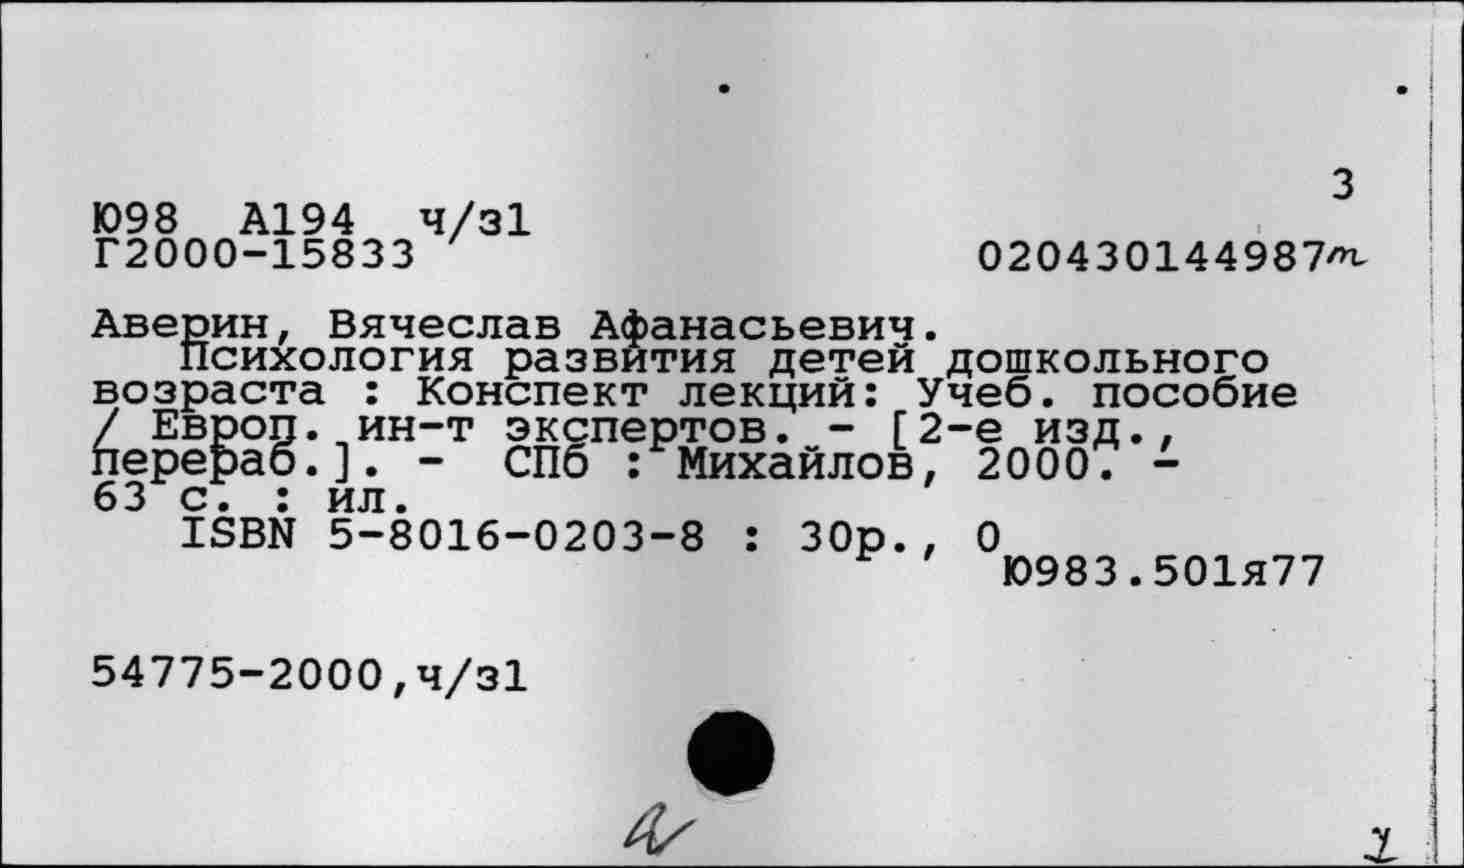 3
Ю98 А194 ч/з1
Г2000-15833 020430144987
Аверин, Вячеслав Афанасьевич.
Психология развития детей дошкольного
возраста : Конспект лекций: Учеб. пособие
/ Европ. ин-т экспертов. - [2-е изд.,
перераб.]. - СПб : Михайлов, 2000. -
63 с. : ил.
ISBN 5-8016-0203-8 : 30р., 0
Ю983.501я77
54775-2000,ч/з1